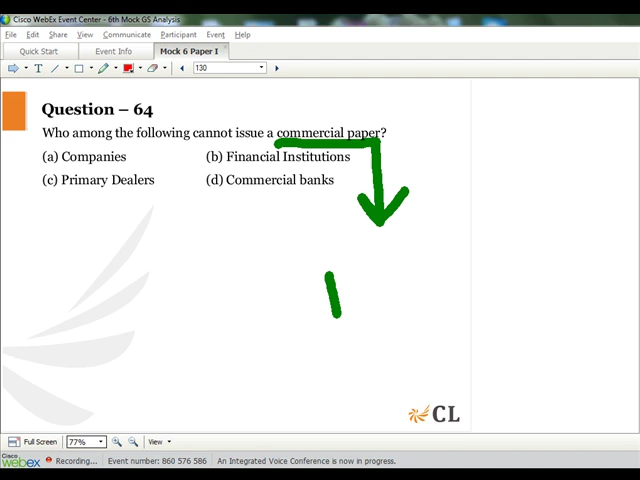 Cisco WebEx Event Center - 6th Mock GS Analysis
File Edit Share View Communicate Participant Event Help
Quick Start Event Info Mock 6 Paper I
T 130
Question – 64
Who among the following cannot issue a commercial paper?
(a) Companies (b) Financial Institutions
(c) Primary Dealers (d) Commercial banks
CL
Full Screen 77% View
Cisco webex Recording... Event number: 860 576 586 An Integrated Voice Conference is now in progress.